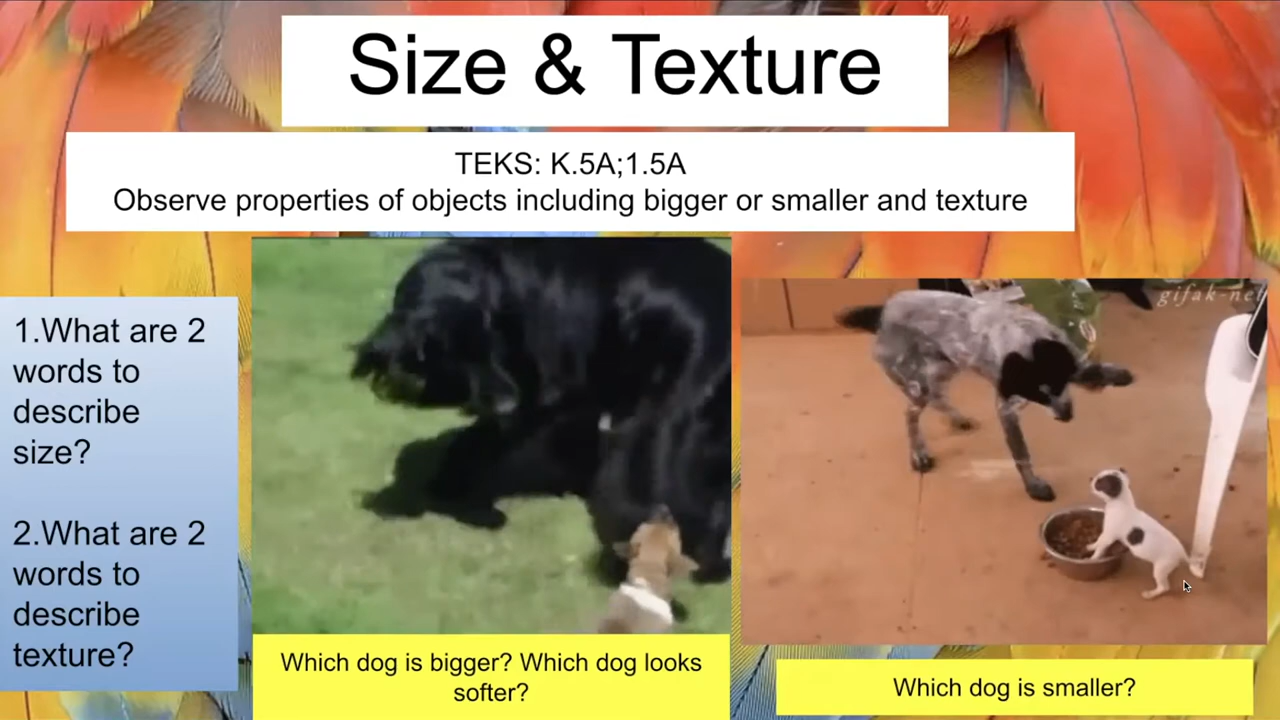 Size & Texture
TEKS: K.5A;1.5A
Observe properties of objects including bigger or smaller and texture
1.What are 2
words to
describe
size?
2.What are 2
words to
describe
texture?
gifak-net
Which dog is bigger? Which dog looks
softer?
Which dog is smaller?